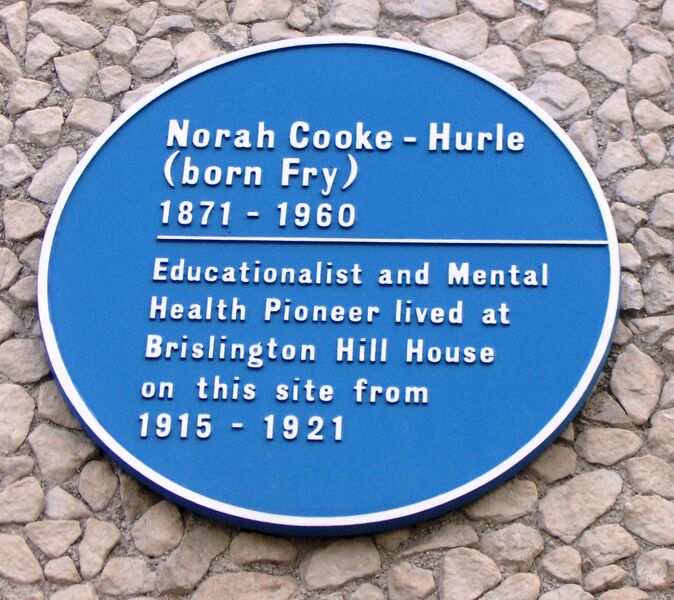 Norah Cooke - Hurle
(born Fry)
1871 - 1960
Educationalist and Mental
Health Pioneer lived at
Brislington Hill House
on this site from
1915 - 1921